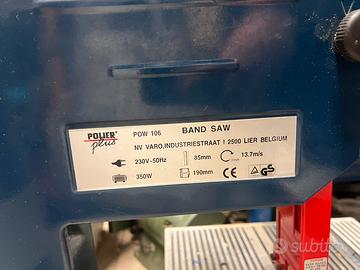 POWER plus
POW 106 BAND SAW
NV VARO,INDUSTRIESTRAAT 1 2500 LIER BELGIUM
230V-50Hz 85mm 13.7m/s
350W 190mm CE GS
subito